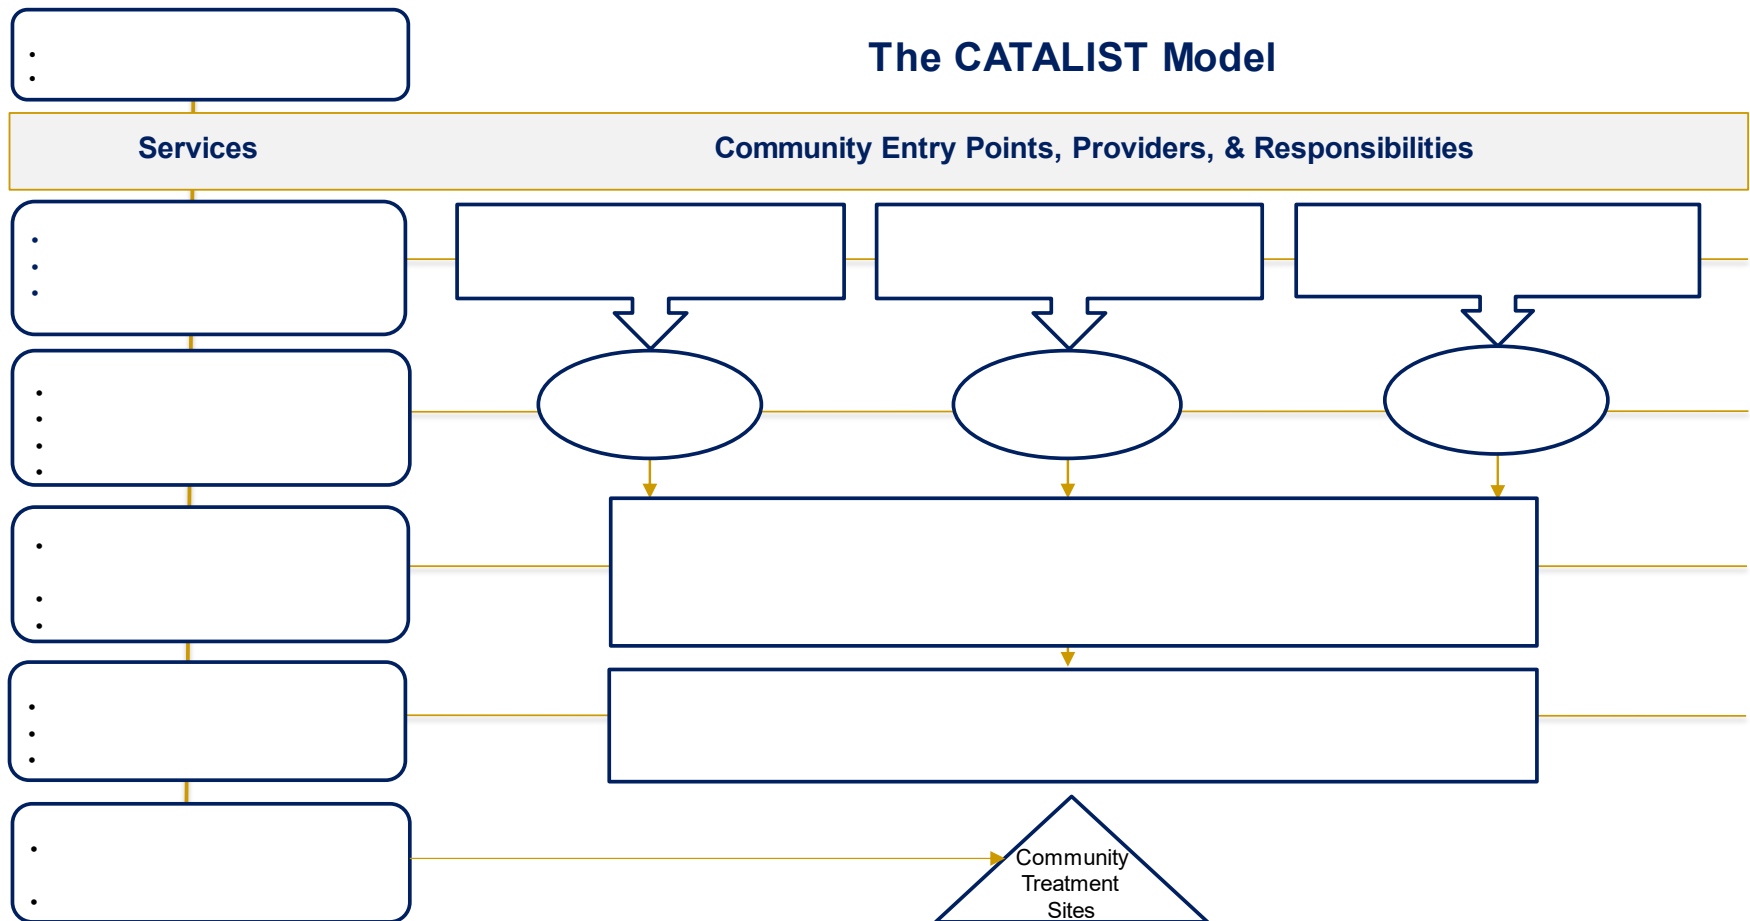 The CATALIST Model
Services
Community Entry Points, Providers, & Responsibilities
Community
Treatment
Sites